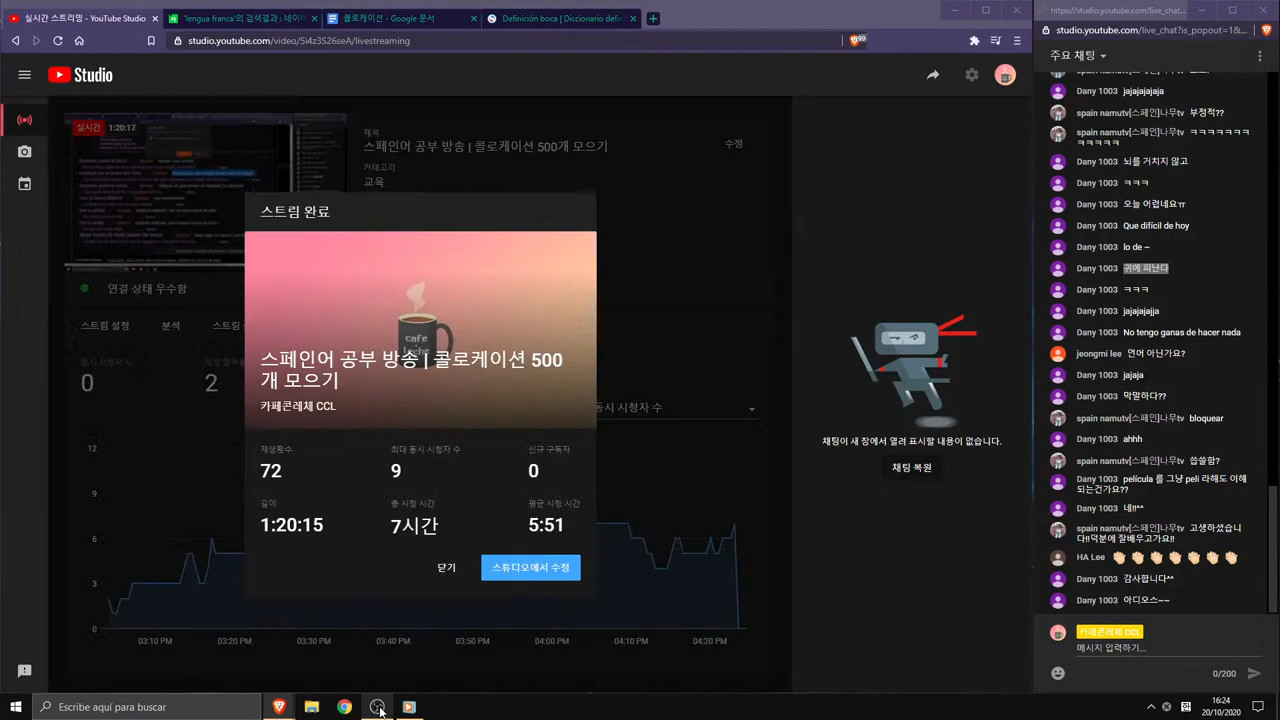 실시간 스트리밍 - YouTube Studio
'lengua franca'의 검색결과 : 네이버
콜로케이션 - Google 문서
Definición boca | Diccionario defin
https://studio.youtube.com/live_chat...
studio.youtube.com/video/5i4z3S26seA/livestreaming
99
studio.youtube.com/live_chat?is_popout=1&...
Studio
실시간 1:20:17
제목
스페인어 공부 방송 | 콜로케이션 500개 모으기
수정
카테고리
교육
연결 상태 우수함
스트림 설정
분석
0
2
동시 시청자 수
12
9
6
3
0
03:10 PM
03:20 PM
03:30 PM
03:40 PM
03:50 PM
04:00 PM
04:10 PM
04:20 PM
스트림 완료
cafe
leche
스페인어 공부 방송 | 콜로케이션 500
개 모으기
카페콘레체 CCL
재생횟수
72
최대 동시 시청자 수
9
신규 구독자
0
길이
1:20:15
총 시청 시간
7시간
평균 시청 시간
5:51
닫기
스튜디오에서 수정
채팅이 새 창에서 열려 표시할 내용이 없습니다.
채팅 복원
주요 채팅
Dany 1003 jajajajajaja
spain namutv[스페인]나무tv 부정적??
spain namutv[스페인]나무tv ㅋㅋㅋㅋㅋㅋ
ㅋㅋㅋㅋㅋ
Dany 1003 뇌를 거치지 않고
Dany 1003 ㅋㅋㅋ
Dany 1003 오늘 어렵네요ㅠ
Dany 1003 Que difícil de hoy
Dany 1003 lo de ~
Dany 1003 귀에 피난다
Dany 1003 ㅋㅋㅋ
Dany 1003 jajajajajja
Dany 1003 No tengo ganas de hacer nada
jeongmi lee 언어 아닌가요?
Dany 1003 jajaja
Dany 1003 막말하다??
spain namutv[스페인]나무tv bloquear
Dany 1003 ahhh
spain namutv[스페인]나무tv 씁쓸함?
Dany 1003 película 를 그냥 peli 라해도 이해
되는건가요??
Dany 1003 네!!^^
spain namutv[스페인]나무tv 고생하셨습니
다!!덕분에 잘배우고가요!!
HA Lee
Dany 1003 감사합니다^^
Dany 1003 아디오스~~
카페콘레체 CCL
메시지 입력하기...
0/200
Escribe aquí para buscar
16:24
20/10/2020